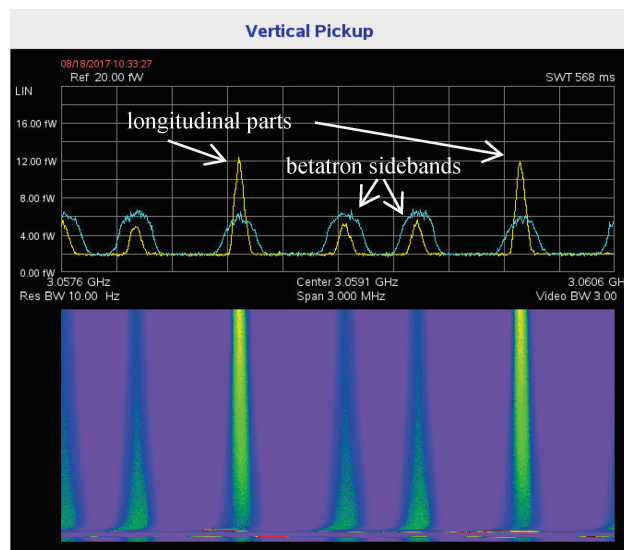 Vertical Pickup
08/18/2017 10:33:27
Ref 20.00 fW
SWT 568 ms
LIN
16.00 fW
12.00 fW
8.00 fW
4.00 fW
0.00 fW
longitudinal parts
betatron sidebands
3.0576 GHz
Center 3.0591 GHz
3.0606 GH
Res BW 10.00 Hz
Span 3.000 MHz
Video BW 3.00